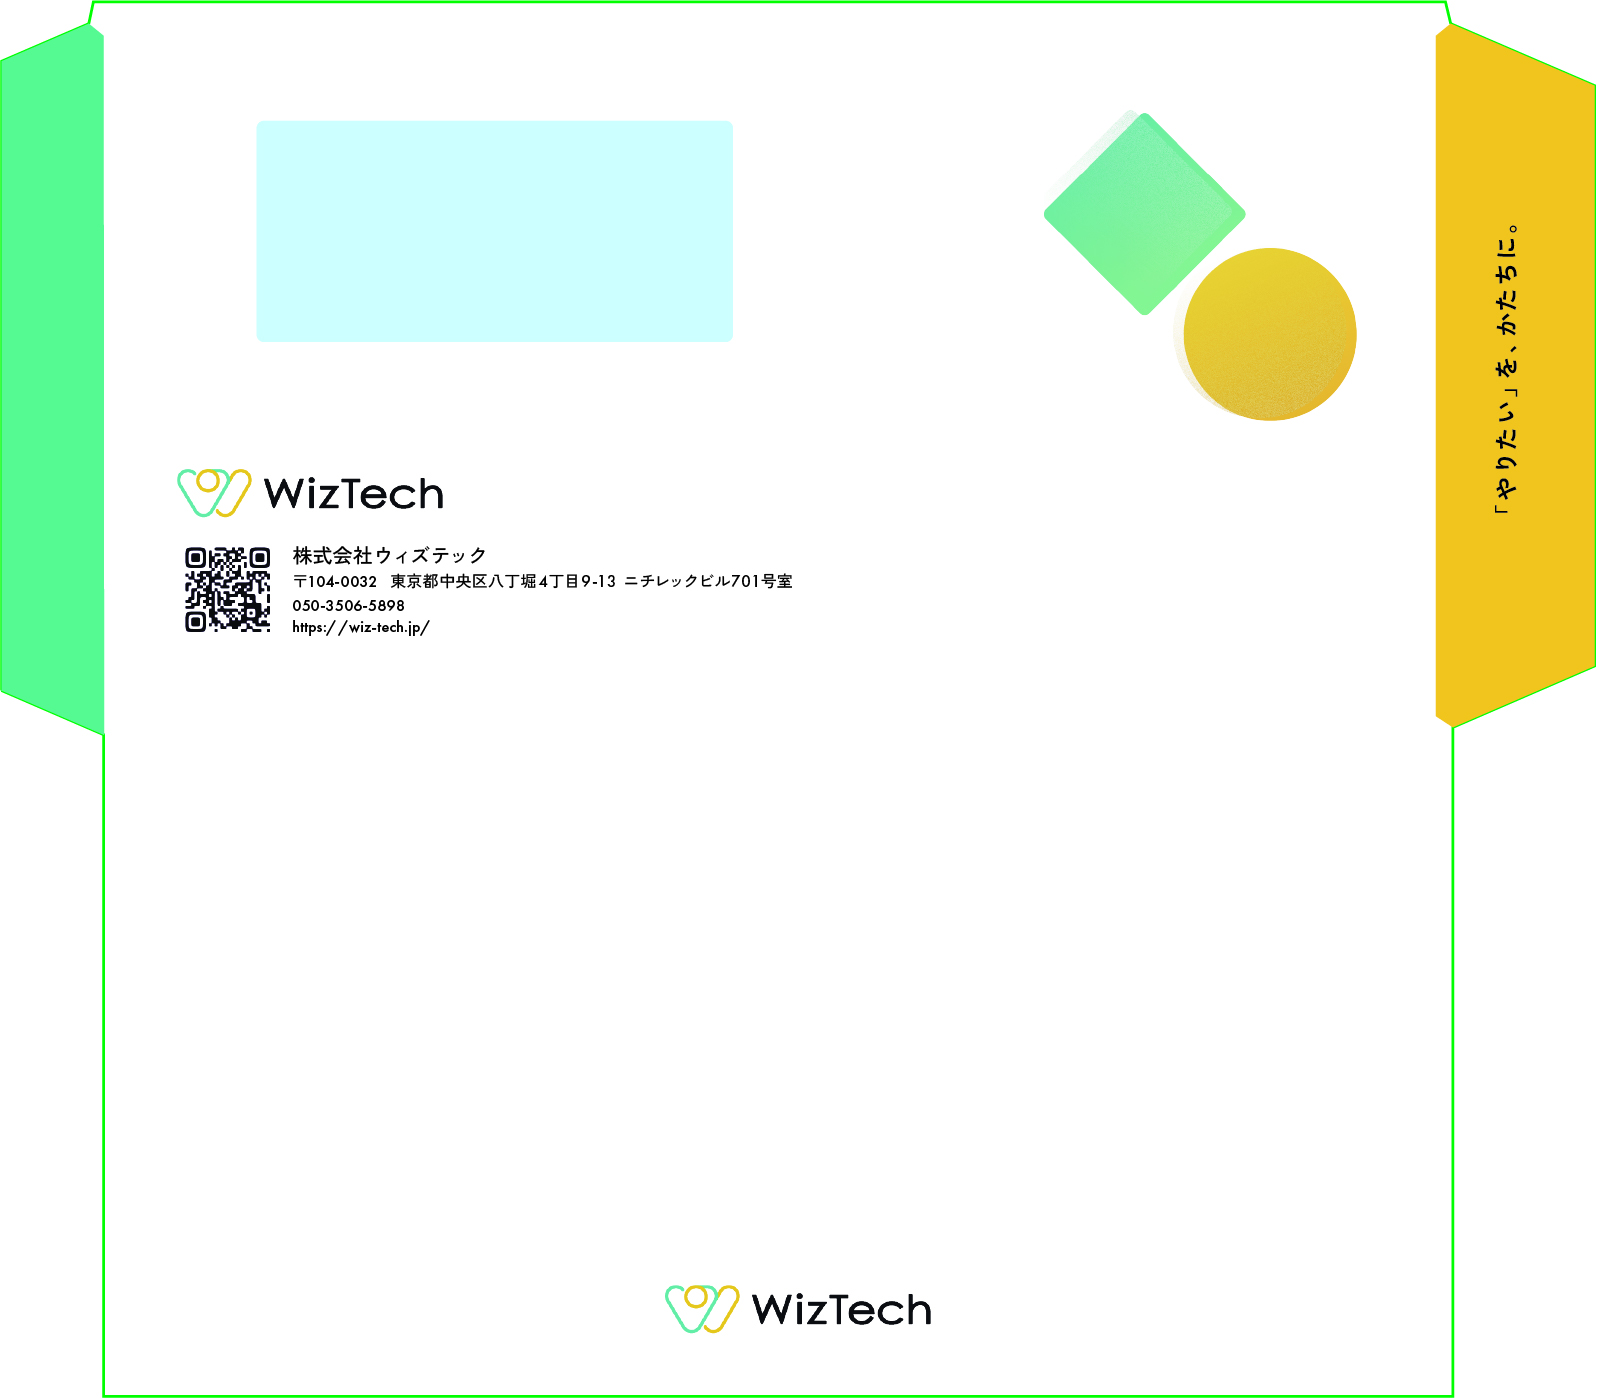 WizTech
株式会社ウィズテック
〒104-0032 東京都中央区八丁堀4丁目9-13 ニチレックビル701号室
050-3506-5898
https://wiz-tech.jp/
「やりたい」を、かたちに。
WizTech